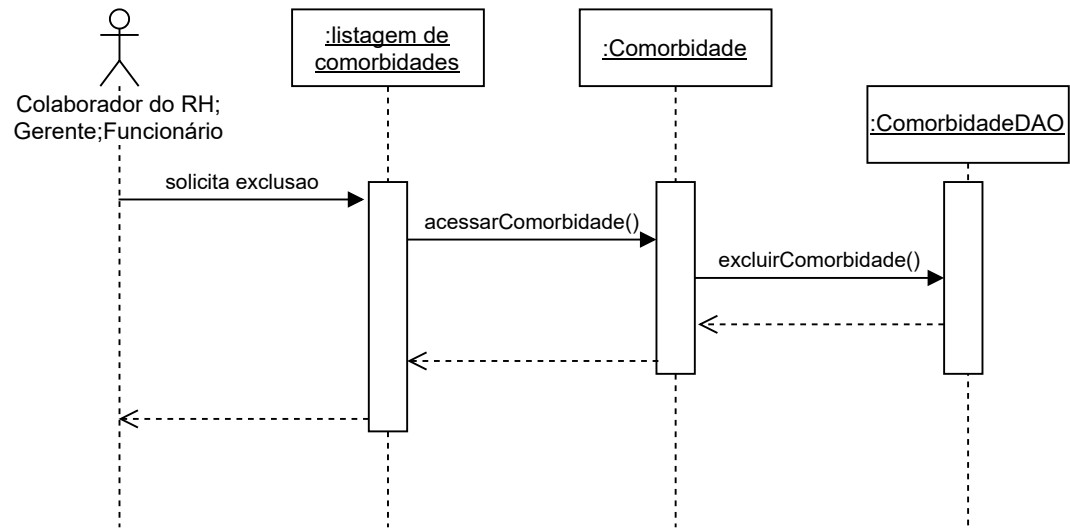 :listagem de
comorbidades
:Comorbidade
Colaborador do RH;
Gerente;Funcionário
:ComorbidadeDAO
solicita exclusao
acessarComorbidade()
excluirComorbidade()